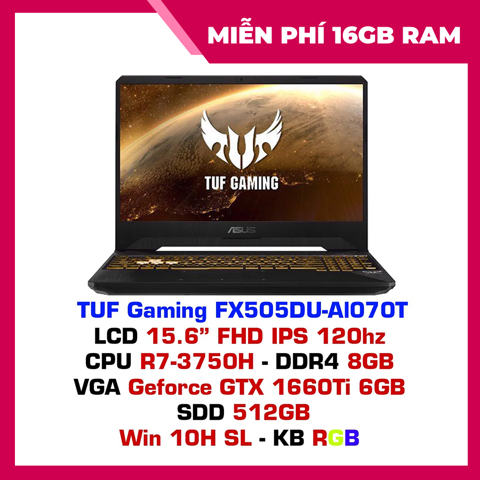 MIỄN PHÍ 16GB RAM
TUF GAMING
ASUS
TUF Gaming FX505DU-Al070T
LCD 15.6” FHD IPS 120hz
CPU R7-3750H - DDR4 8GB
VGA Geforce GTX 1660Ti 6GB
SDD 512GB
Win 10H SL - KB RGB